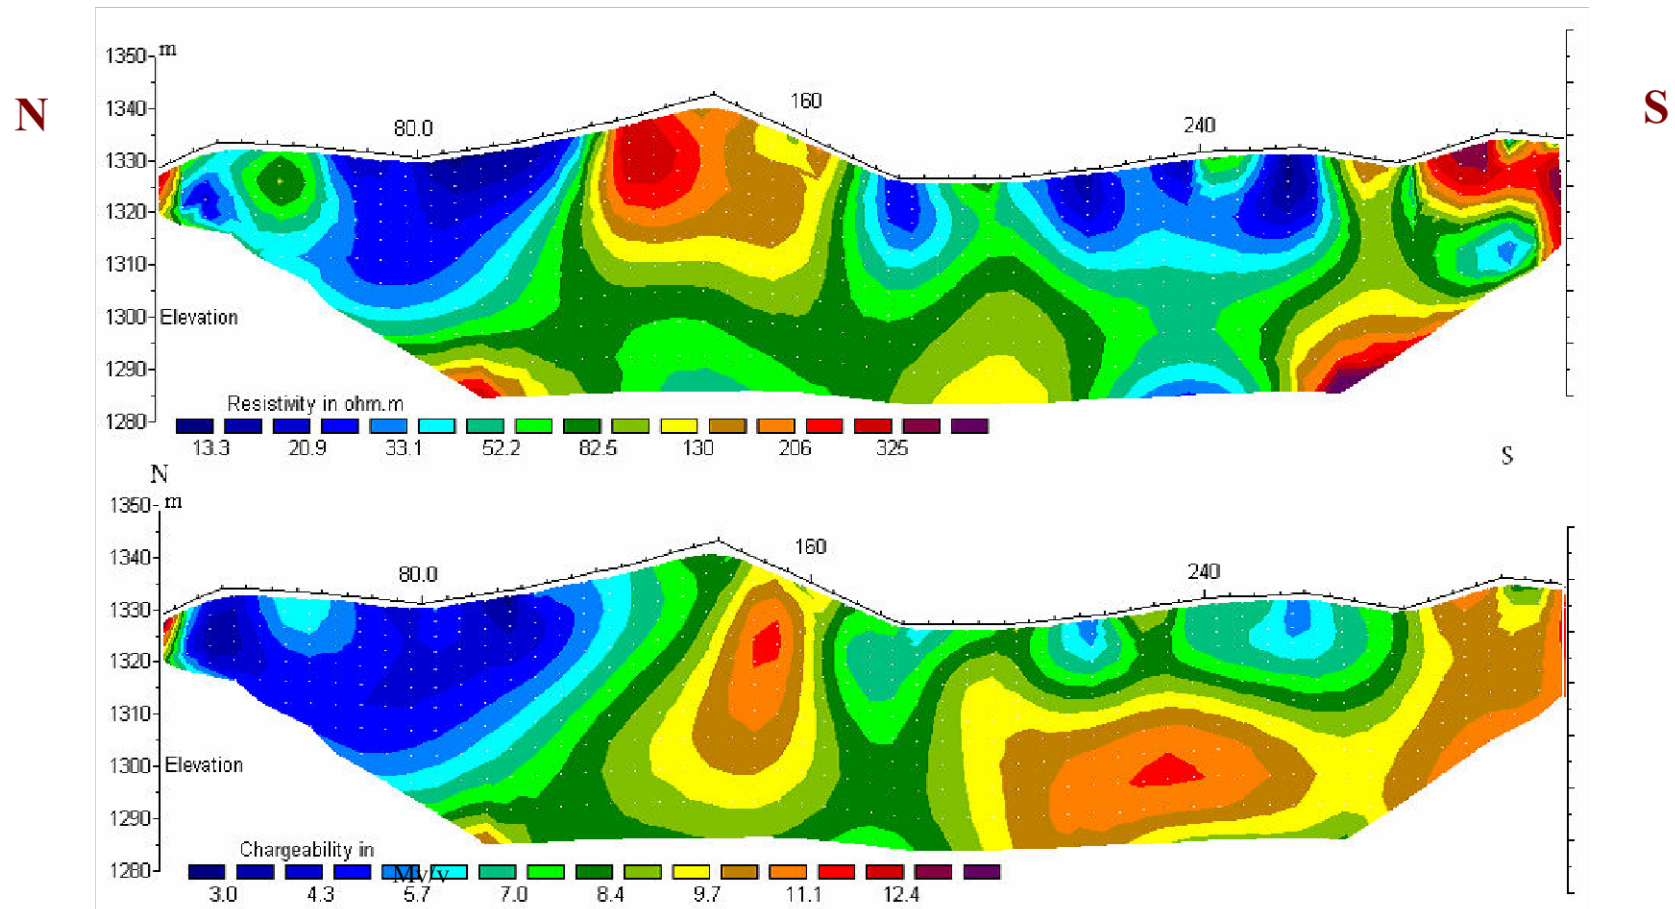 1350 m
1340
160
N
S
80.0
240
1330
1320
1310
1300 Elevation
1290
Resistivity in ohm.m
1280
13.3 20.9 33.1 52.2 82.5 130 206 325
N
S
1350 m
160
1340
80.0
240
1330
1320
1310
1300 Elevation
1290
Chargeability in
1280
Mv/v
3.0 4.3 5.7 7.0 8.4 9.7 11.1 12.4